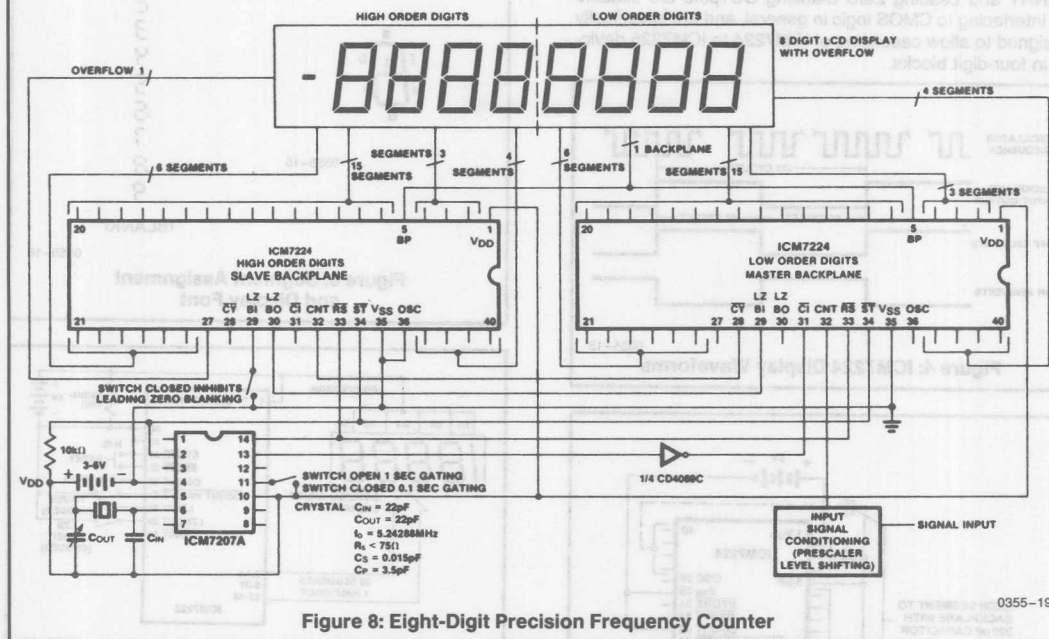 HIGH ORDER DIGITS
LOW ORDER DIGITS
8 DIGIT LCD DISPLAY
WITH OVERFLOW
OVERFLOW 1
4 SEGMENTS
6 SEGMENTS
15
SEGMENTS
SEGMENTS 3
4
SEGMENTS
6
SEGMENTS
1 BACKPLANE
SEGMENTS 15
3 SEGMENTS
20
5
BP
1
VDD
ICM7224
HIGH ORDER DIGITS
SLAVE BACKPLANE
LZ LZ
CY BI BO CI CNT RS ST VSS OSC
21
27 28 29 30 31 32 33 34 35 36
40
20
5
BP
1
VDD
ICM7224
LOW ORDER DIGITS
MASTER BACKPLANE
LZ LZ
CY BI BO CI CNT RS ST VSS OSC
21
27 28 29 30 31 32 33 34 35 36
40
SWITCH CLOSED INHIBITS
LEADING ZERO BLANKING
10kΩ
3-6V
+
−
VDD
COUT
CIN
1
2
3
4
5
6
7
14
13
12
11
10
9
8
ICM7207A
SWITCH OPEN 1 SEC GATING
SWITCH CLOSED 0.1 SEC GATING
CRYSTAL
CIN = 22pF
COUT = 22pF
fO = 5.24288MHz
RS < 75Ω
CS = 0.015pF
CP = 3.5pF
1/4 CD4069C
INPUT
SIGNAL
CONDITIONING
(PRESCALER
LEVEL SHIFTING)
SIGNAL INPUT
0355–19
Figure 8: Eight-Digit Precision Frequency Counter